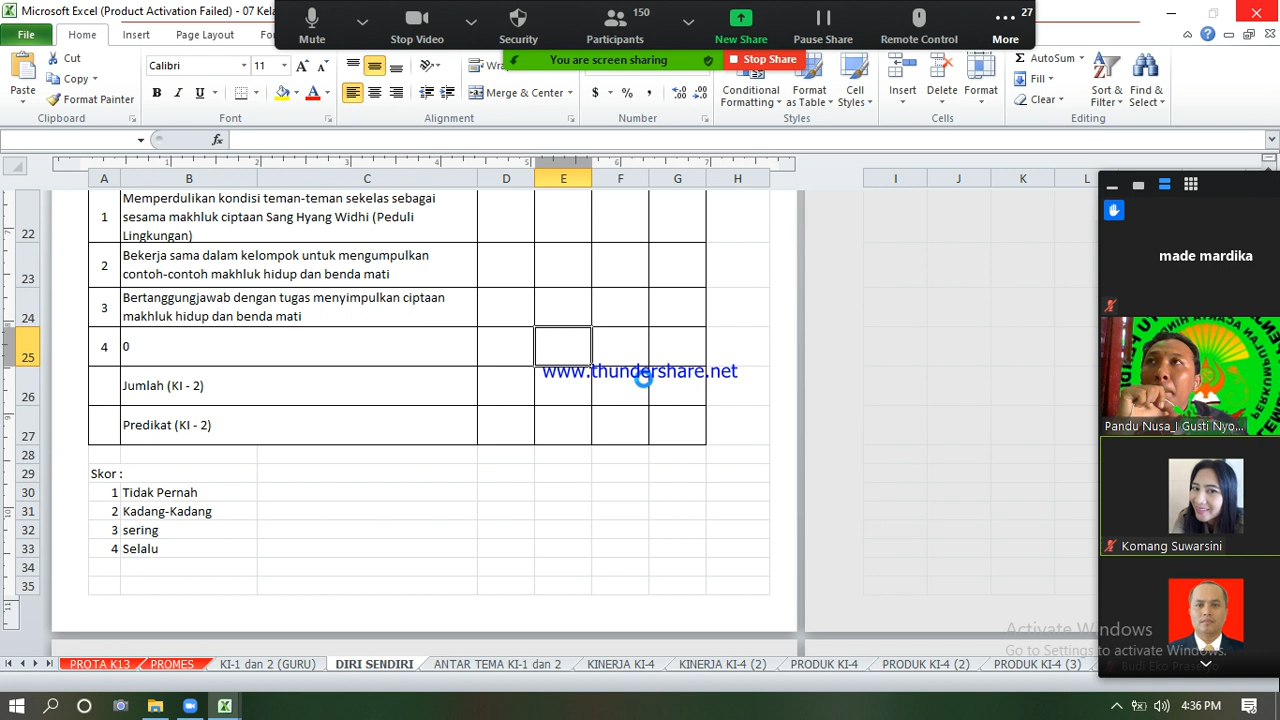 Microsoft Excel (Product Activation Failed) - 07 Kela
Mute
Stop Video
Security
150
Participants
New Share
Pause Share
Remote Control
27
More
You are screen sharing
Stop Share
File
Home
Insert
Page Layout
Cut
Copy
Format Painter
Paste
Clipboard
Calibri
11
B I U
Font
Merge & Center
Alignment
$ % ,
Number
Conditional
Formatting
Format
as Table
Cell
Styles
Styles
Insert
Delete
Format
Cells
AutoSum
Fill
Clear
Sort &
Filter
Find &
Select
Editing
fx
1 2 3 4 5 6 7
A B C D E F G H I J K L
22
1
Memperdulikan kondisi teman-teman sekelas sebagai
sesama makhluk ciptaan Sang Hyang Widhi (Peduli
Lingkungan)
23
2
Bekerja sama dalam kelompok untuk mengumpulkan
contoh-contoh makhluk hidup dan benda mati
24
3
Bertanggungjawab dengan tugas menyimpulkan ciptaan
makhluk hidup dan benda mati
25
4
0
www.thundershare.net
26
Jumlah (KI - 2)
27
Predikat (KI - 2)
28
29
Skor :
30
1 Tidak Pernah
31
2 Kadang-Kadang
32
3 sering
33
4 Selalu
34
35
PROTA K13
PROMES
KI-1 dan 2 (GURU)
DIRI SENDIRI
ANTAR TEMA KI-1 dan 2
KINERJA KI-4
KINERJA KI-4 (2)
PRODUK KI-4
PRODUK KI-4 (2)
PRODUK KI-4 (3)
made mardika
Pandu Nusa_I Gusti Nyo...
Komang Suwarsini
Activate Windows
Go to Settings to activate Windows.
4:36 PM